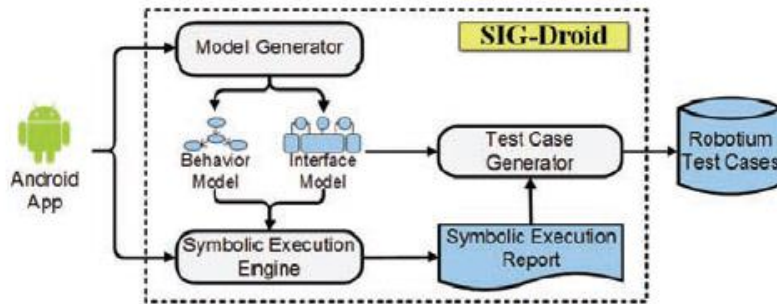 SIG-Droid
Model Generator
Android
App
Behavior
Model
Interface
Model
Test Case
Generator
Robotium
Test Cases
Symbolic Execution
Engine
Symbolic Execution
Report